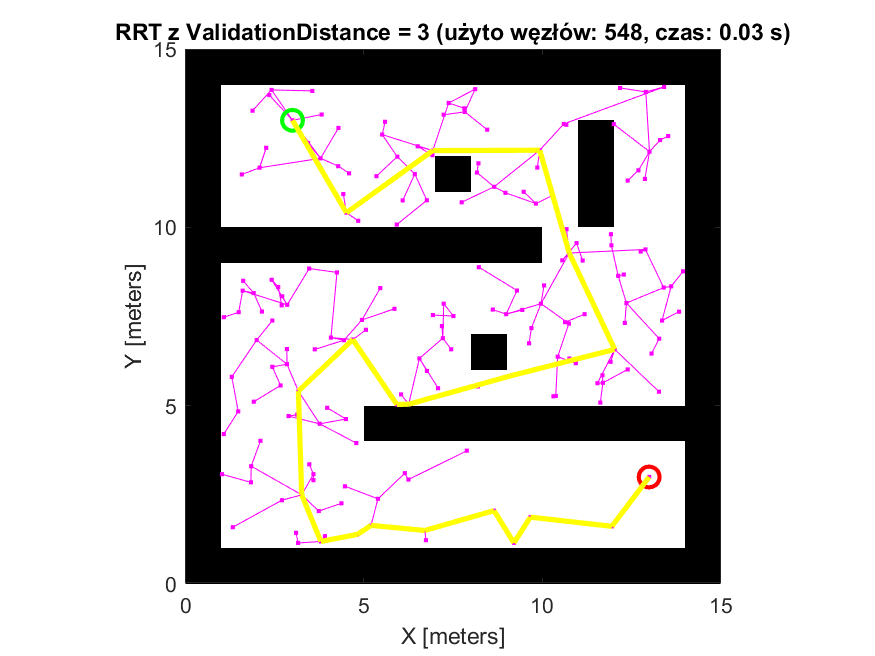 RRT z ValidationDistance = 3 (użyto węzłów: 548, czas: 0.03 s)
15
10
Y [meters]
5
0
0 5 10 15
X [meters]